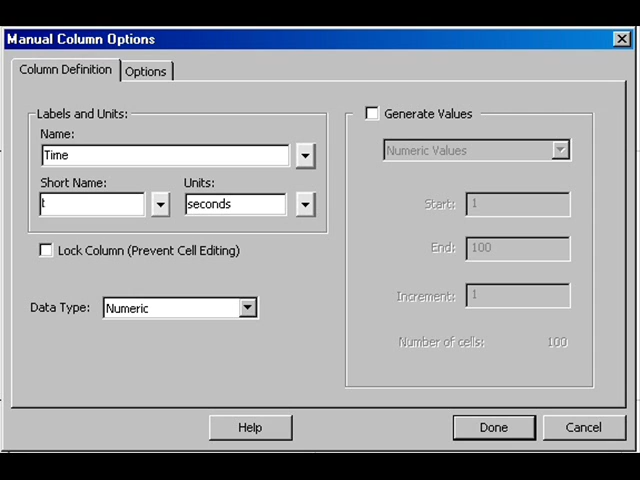 Manual Column Options
Column Definition
Options
Labels and Units:
Name:
Time
Short Name:
Units:
t
seconds
Lock Column (Prevent Cell Editing)
Data Type:
Numeric
Generate Values
Numeric Values
Start:
1
End:
100
Increment:
1
Number of cells:
100
Help
Done
Cancel